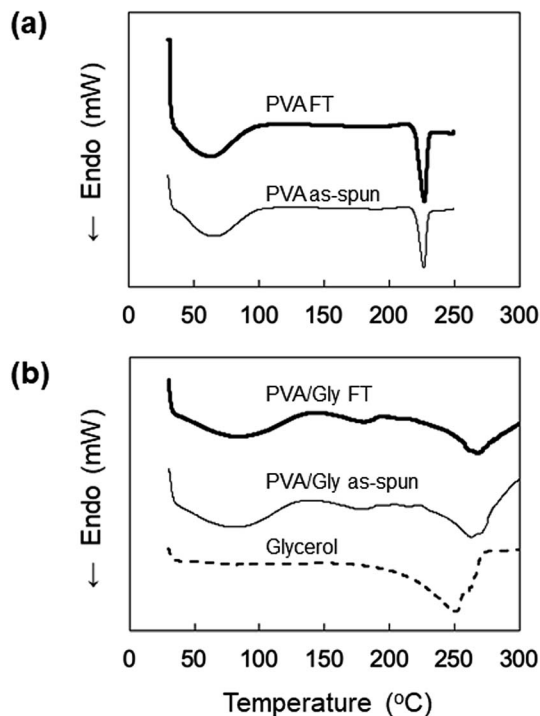 (a)
← Endo (mW)
PVA FT
PVA as-spun
0 50 100 150 200 250 300
(b)
← Endo (mW)
PVA/Gly FT
PVA/Gly as-spun
Glycerol
0 50 100 150 200 250 300
Temperature (°C)